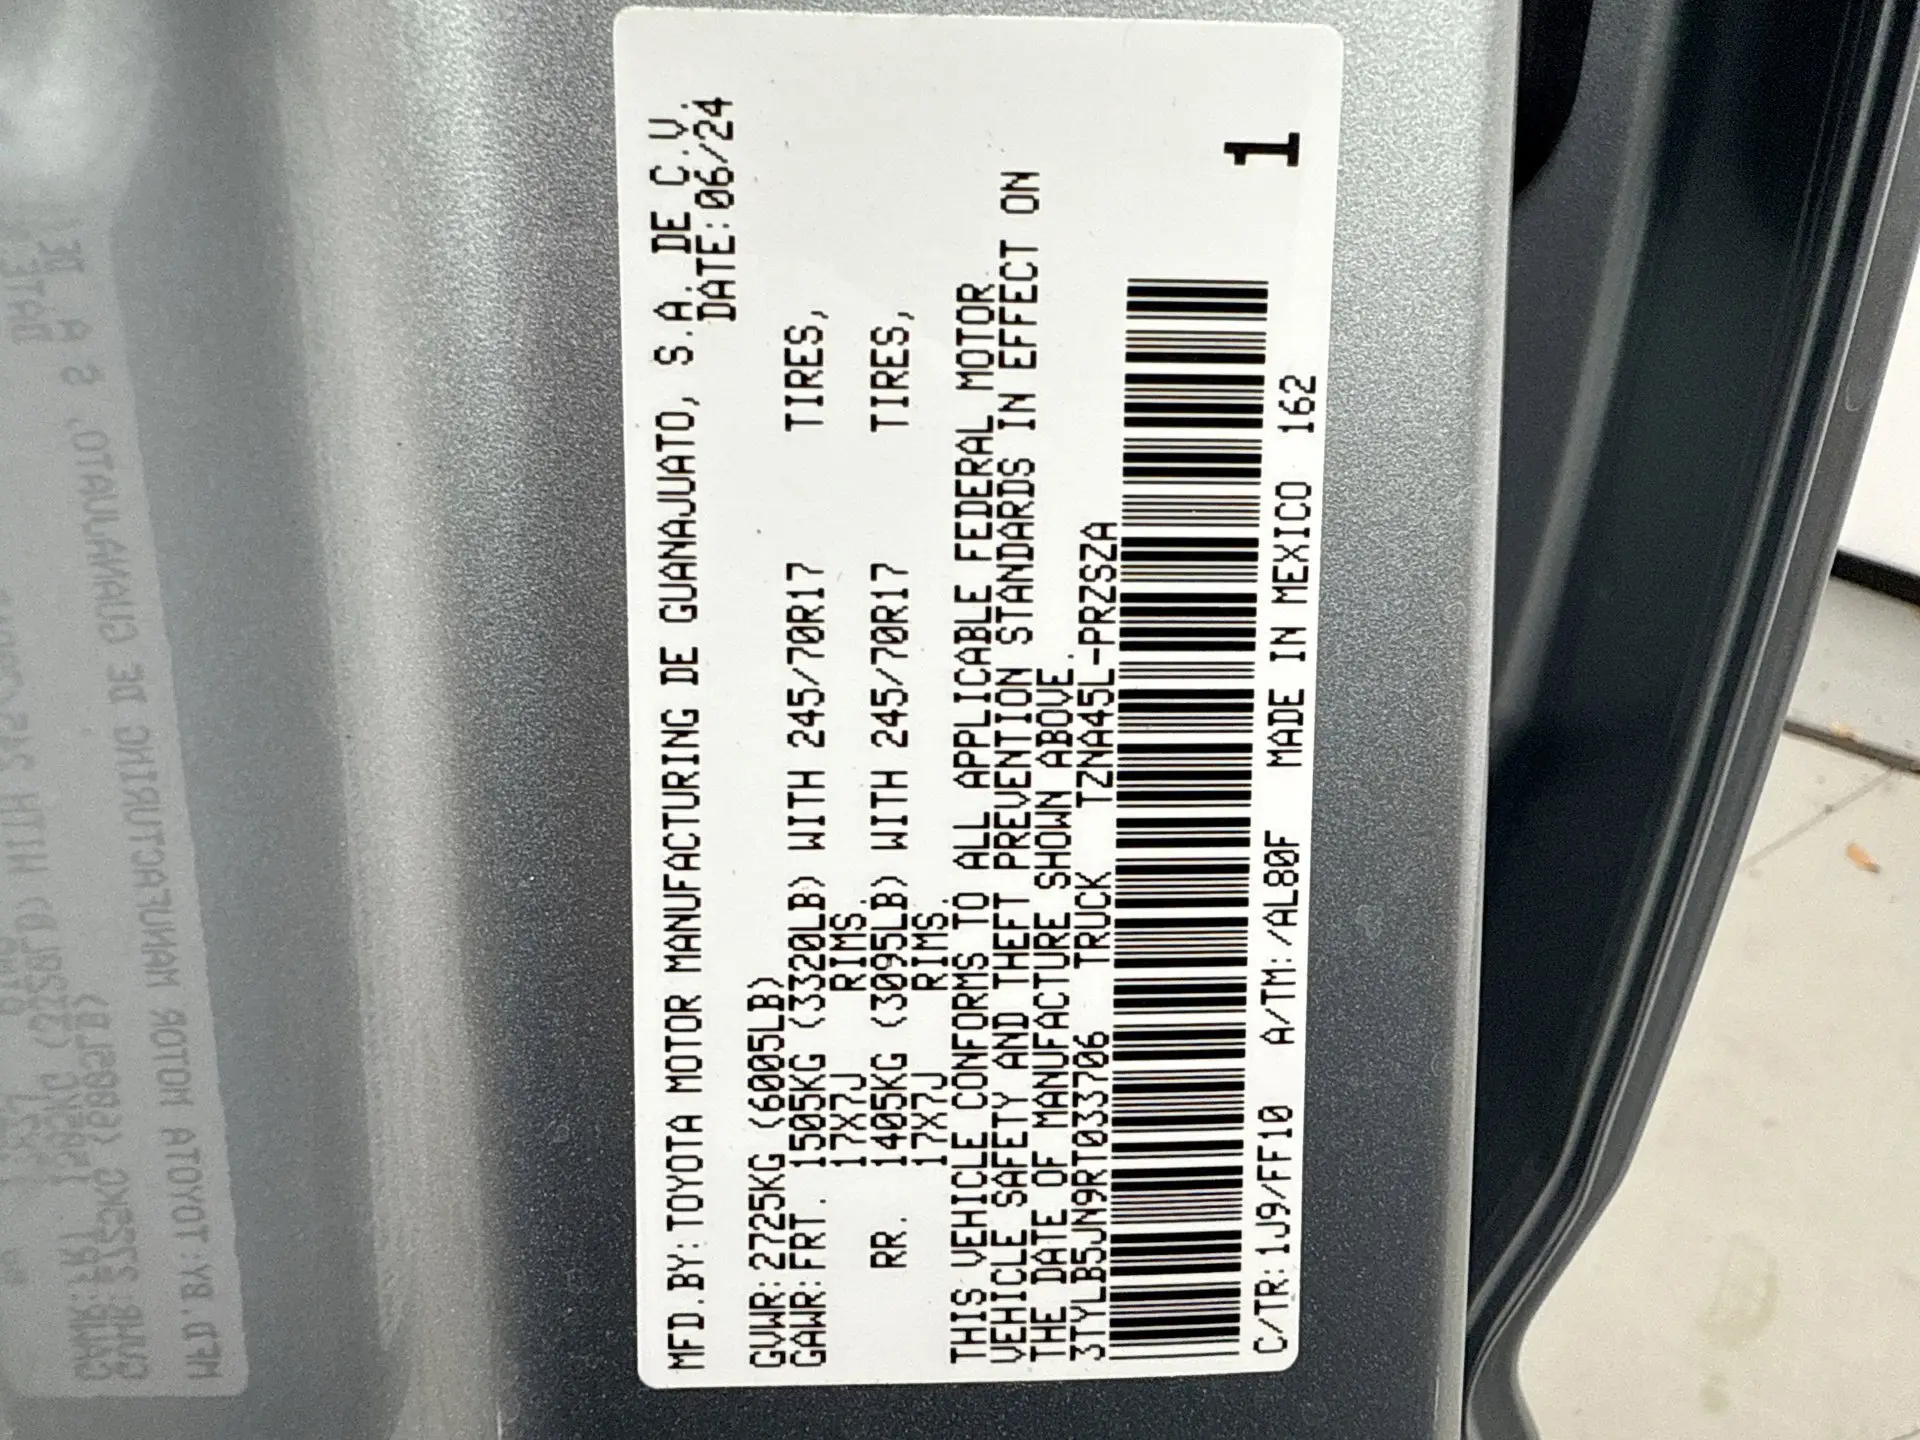 MFD.BY:TOYOTA MOTOR MANUFACTURING DE GUANAJUATO, S.A. DE C.V.
DATE:06/24
GVWR:2725KG (6005LB)
GAWR:FRT. 1505KG (3320LB) WITH 245/70R17 TIRES,
17X7J RIMS.
RR. 1405KG (3095LB) WITH 245/70R17 TIRES,
17X7J RIMS.
THIS VEHICLE CONFORMS TO ALL APPLICABLE FEDERAL MOTOR
VEHICLE SAFETY AND THEFT PREVENTION STANDARDS IN EFFECT ON
THE DATE OF MANUFACTURE SHOWN ABOVE.
3TYLB5JN9RT033706 TRUCK TZNA45L-PRZSZA
C/TR:1J9/FF10 A/TM:/AL80F MADE IN MEXICO 162
1